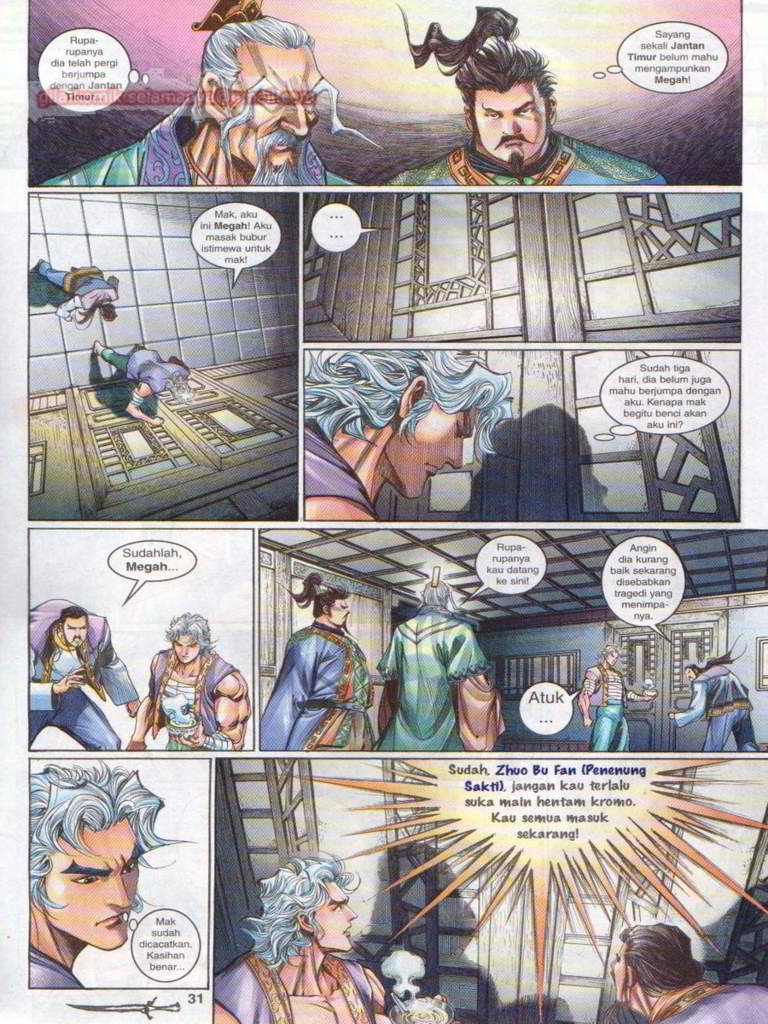 Rupa-
rupanya
dia telah pergi
berjumpa
dengan Jantan
Timur...
Sayang
sekali Jantan
Timur belum mahu
mengampunkan
Megah!
Mak, aku
ini Megah! Aku
masak bubur
istimewa untuk
mak!
...
...
Sudah tiga
hari, dia belum juga
mahu berjumpa dengan
aku. Kenapa mak
begitu benci akan
aku ini?
Sudahlah,
Megah...
Rupa-
rupanya
kau datang
ke sini!
Angin
dia kurang
baik sekarang
disebabkan
tragedi yang
menimpa-
nya.
Atuk
...
Sudah, Zhuo Bu Fan (Penenung
Sakti), jangan kau terlalu
suka main hentam kromo.
Kau semua masuk
sekarang!
Mak
sudah
dicacatkan.
Kasihan
benar...
31